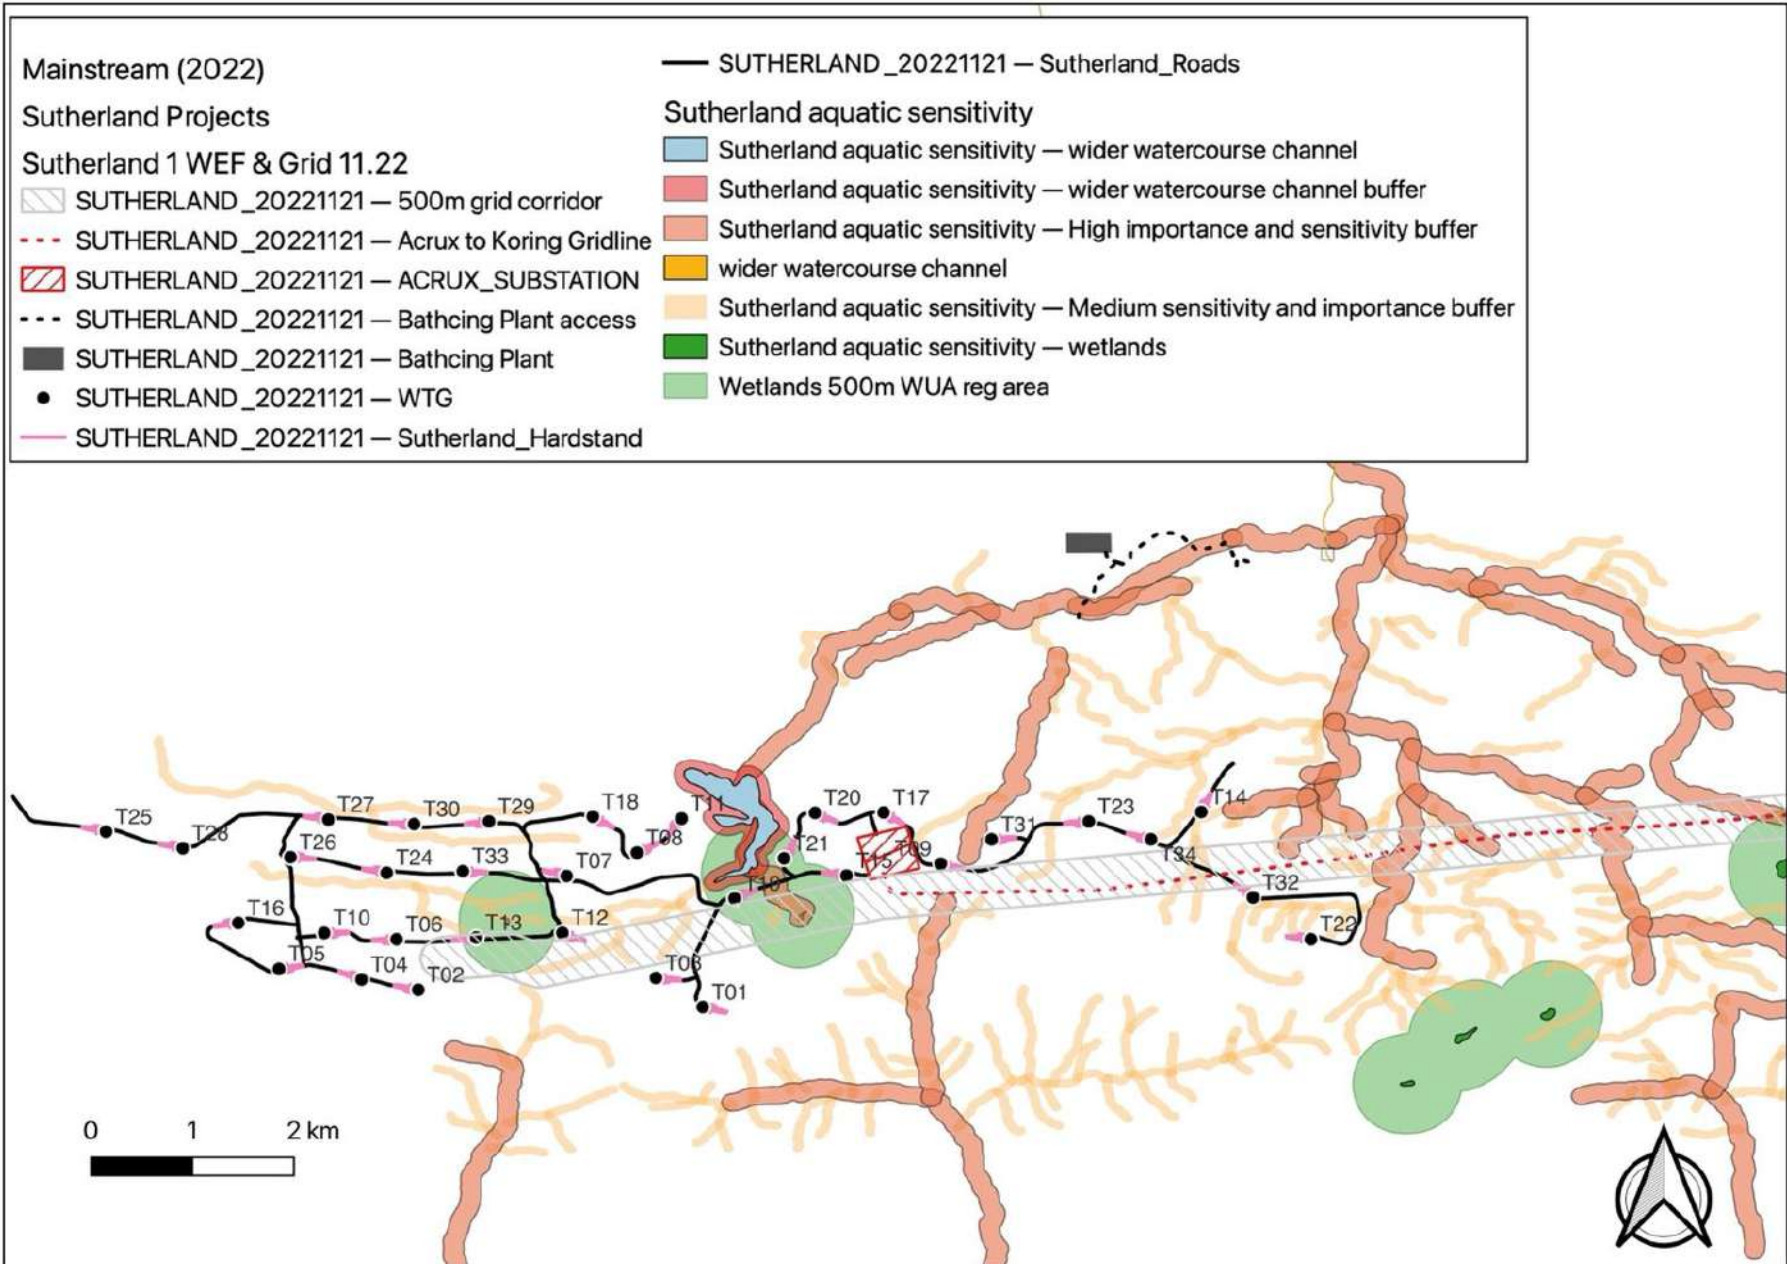 Mainstream (2022)
Sutherland Projects
Sutherland 1 WEF & Grid 11.22
SUTHERLAND_20221121 — 500m grid corridor
SUTHERLAND_20221121 — Acrux to Koring Gridline
SUTHERLAND_20221121 — ACRUX_SUBSTATION
SUTHERLAND_20221121 — Bathcing Plant access
SUTHERLAND_20221121 — Bathcing Plant
SUTHERLAND_20221121 — WTG
SUTHERLAND_20221121 — Sutherland_Hardstand
SUTHERLAND_20221121 — Sutherland_Roads
Sutherland aquatic sensitivity
Sutherland aquatic sensitivity — wider watercourse channel
Sutherland aquatic sensitivity — wider watercourse channel buffer
Sutherland aquatic sensitivity — High importance and sensitivity buffer
wider watercourse channel
Sutherland aquatic sensitivity — Medium sensitivity and importance buffer
Sutherland aquatic sensitivity — wetlands
Wetlands 500m WUA reg area
T25
T28
T27
T30
T29
T18
T11
T20
T17
T23
T14
T26
T24
T33
T07
T08
T21
T15
T09
T31
T34
T32
T22
T16
T10
T06
T13
T12
T19
T05
T04
T02
T03
T01
0 1 2 km